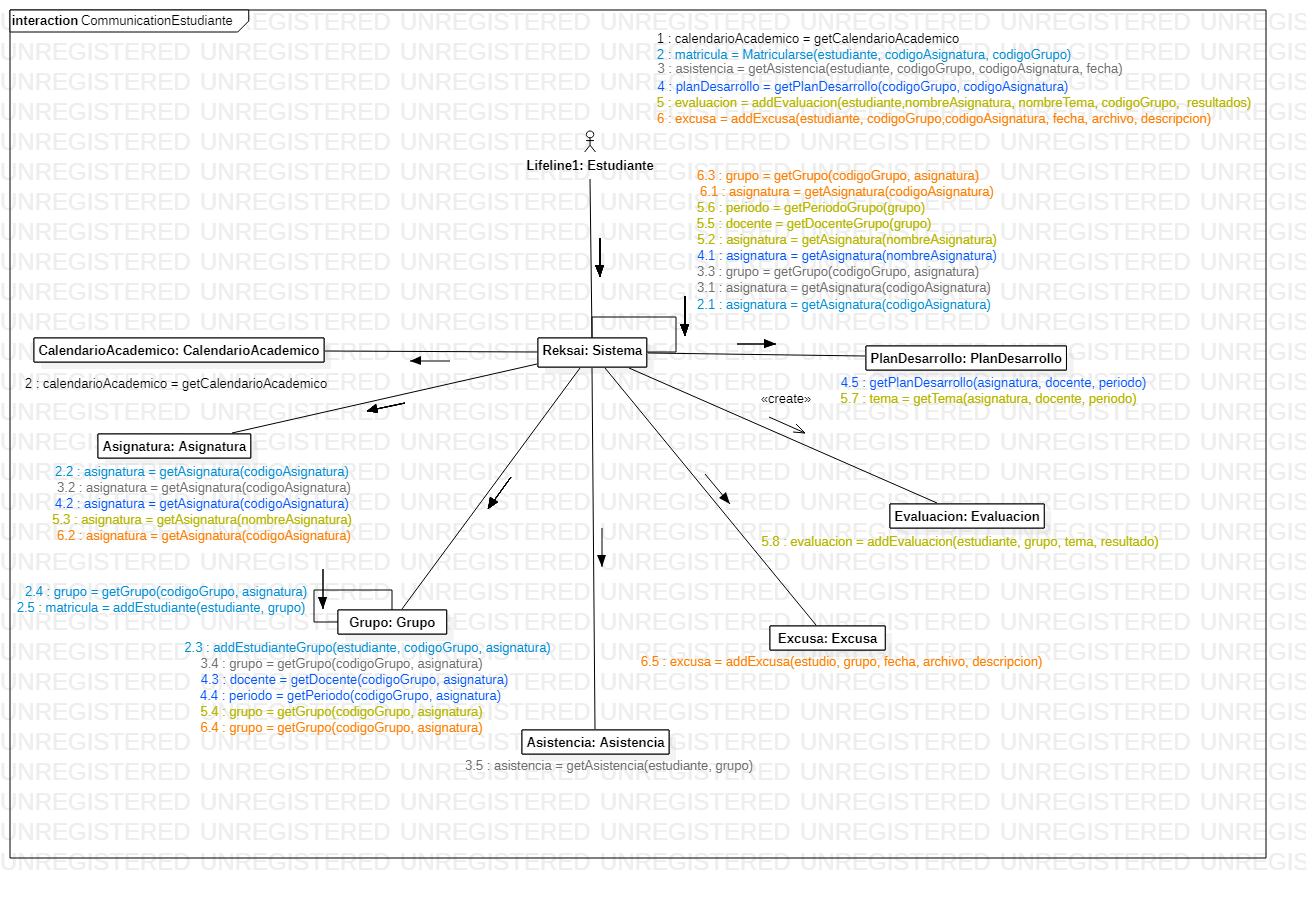 interaction CommunicationEstudiante
1 : calendarioAcademico = getCalendarioAcademico
2 : matricula = Matricularse(estudiante, codigoAsignatura, codigoGrupo)
3 : asistencia = getAsistencia(estudiante, codigoGrupo, codigoAsignatura, fecha)
4 : planDesarrollo = getPlanDesarrollo(codigoGrupo, codigoAsignatura)
5 : evaluacion = addEvaluacion(estudiante,nombreAsignatura, nombreTema, codigoGrupo,  resultados)
6 : excusa = addExcusa(estudiante, codigoGrupo,codigoAsignatura, fecha, archivo, descripcion)
Lifeline1: Estudiante
6.3 : grupo = getGrupo(codigoGrupo, asignatura)
6.1 : asignatura = getAsignatura(codigoAsignatura)
5.6 : periodo = getPeriodoGrupo(grupo)
5.5 : docente = getDocenteGrupo(grupo)
5.2 : asignatura = getAsignatura(nombreAsignatura)
4.1 : asignatura = getAsignatura(nombreAsignatura)
3.3 : grupo = getGrupo(codigoGrupo, asignatura)
3.1 : asignatura = getAsignatura(codigoAsignatura)
2.1 : asignatura = getAsignatura(codigoAsignatura)
CalendarioAcademico: CalendarioAcademico
Reksai: Sistema
PlanDesarrollo: PlanDesarrollo
2 : calendarioAcademico = getCalendarioAcademico
4.5 : getPlanDesarrollo(asignatura, docente, periodo)
«create»
5.7 : tema = getTema(asignatura, docente, periodo)
Asignatura: Asignatura
2.2 : asignatura = getAsignatura(codigoAsignatura)
3.2 : asignatura = getAsignatura(codigoAsignatura)
4.2 : asignatura = getAsignatura(codigoAsignatura)
5.3 : asignatura = getAsignatura(nombreAsignatura)
6.2 : asignatura = getAsignatura(codigoAsignatura)
Evaluacion: Evaluacion
5.8 : evaluacion = addEvaluacion(estudiante, grupo, tema, resultado)
2.4 : grupo = getGrupo(codigoGrupo, asignatura)
2.5 : matricula = addEstudiante(estudiante, grupo)
Grupo: Grupo
2.3 : addEstudianteGrupo(estudiante, codigoGrupo, asignatura)
3.4 : grupo = getGrupo(codigoGrupo, asignatura)
4.3 : docente = getDocente(codigoGrupo, asignatura)
4.4 : periodo = getPeriodo(codigoGrupo, asignatura)
5.4 : grupo = getGrupo(codigoGrupo, asignatura)
6.4 : grupo = getGrupo(codigoGrupo, asignatura)
Excusa: Excusa
6.5 : excusa = addExcusa(estudio, grupo, fecha, archivo, descripcion)
Asistencia: Asistencia
3.5 : asistencia = getAsistencia(estudiante, grupo)
UNREGISTERED